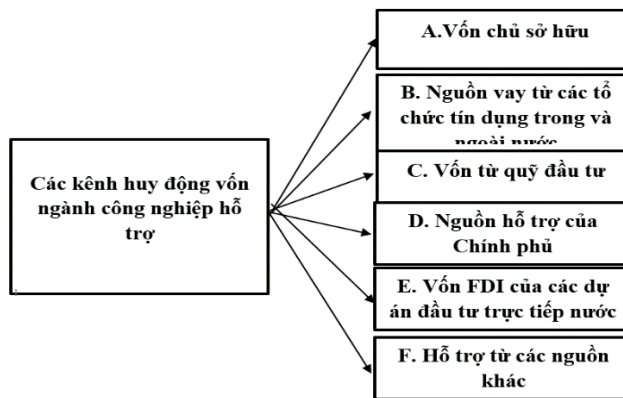 Các kênh huy động vốn
ngành công nghiệp hỗ
trợ
A.Vốn chủ sở hữu
B. Nguồn vay từ các tổ
chức tín dụng trong và
ngoài nước
C. Vốn từ quỹ đầu tư
D. Nguồn hỗ trợ của
Chính phủ
E. Vốn FDI của các dự
án đầu tư trực tiếp nước
F. Hỗ trợ từ các nguồn
khác